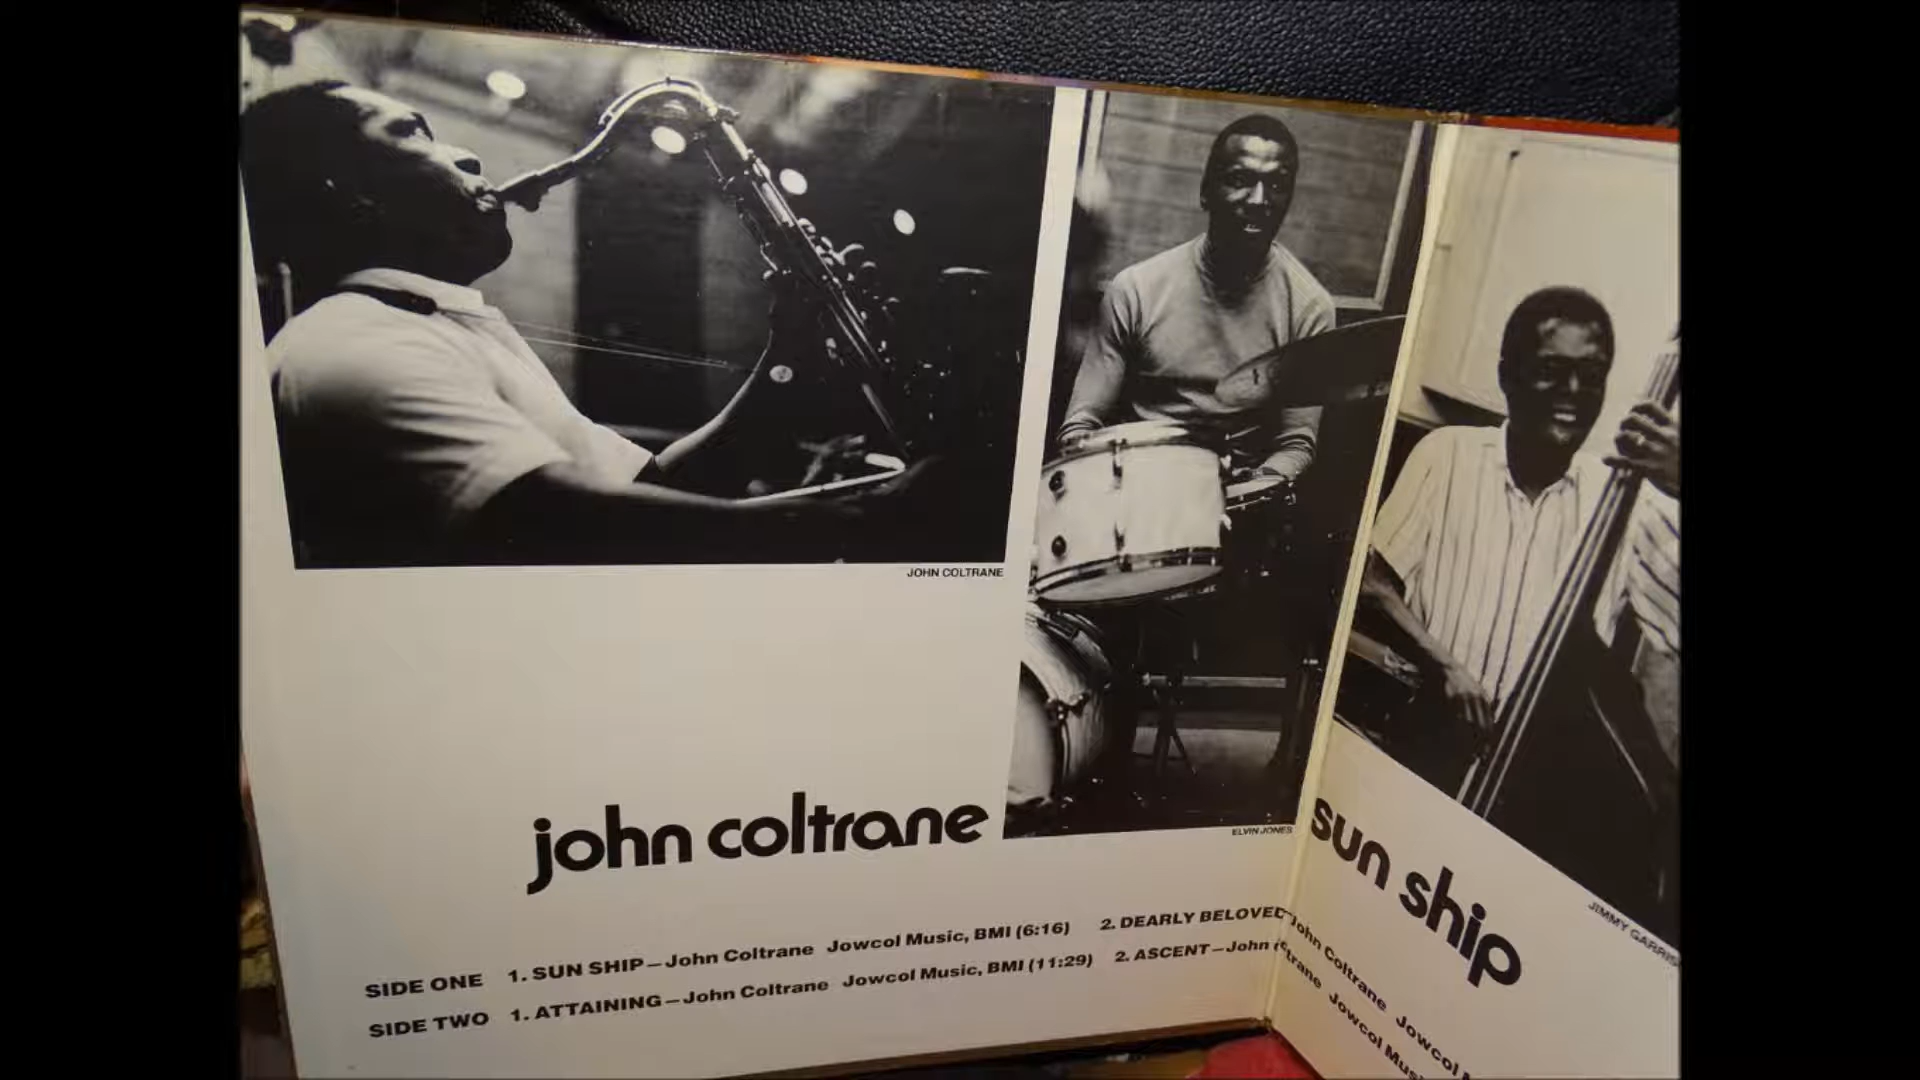 JOHN COLTRANE
ELVIN JONES
JIMMY
john coltrane
sun ship
SIDE ONE 1. SUN SHIP—John Coltrane Jowcol Music, BMI (6:16) 2. DEARLY BELOVED—John Coltrane Jowcol
SIDE TWO 1. ATTAINING—John Coltrane Jowcol Music, BMI (11:29) 2. ASCENT—John Coltrane Jowcol